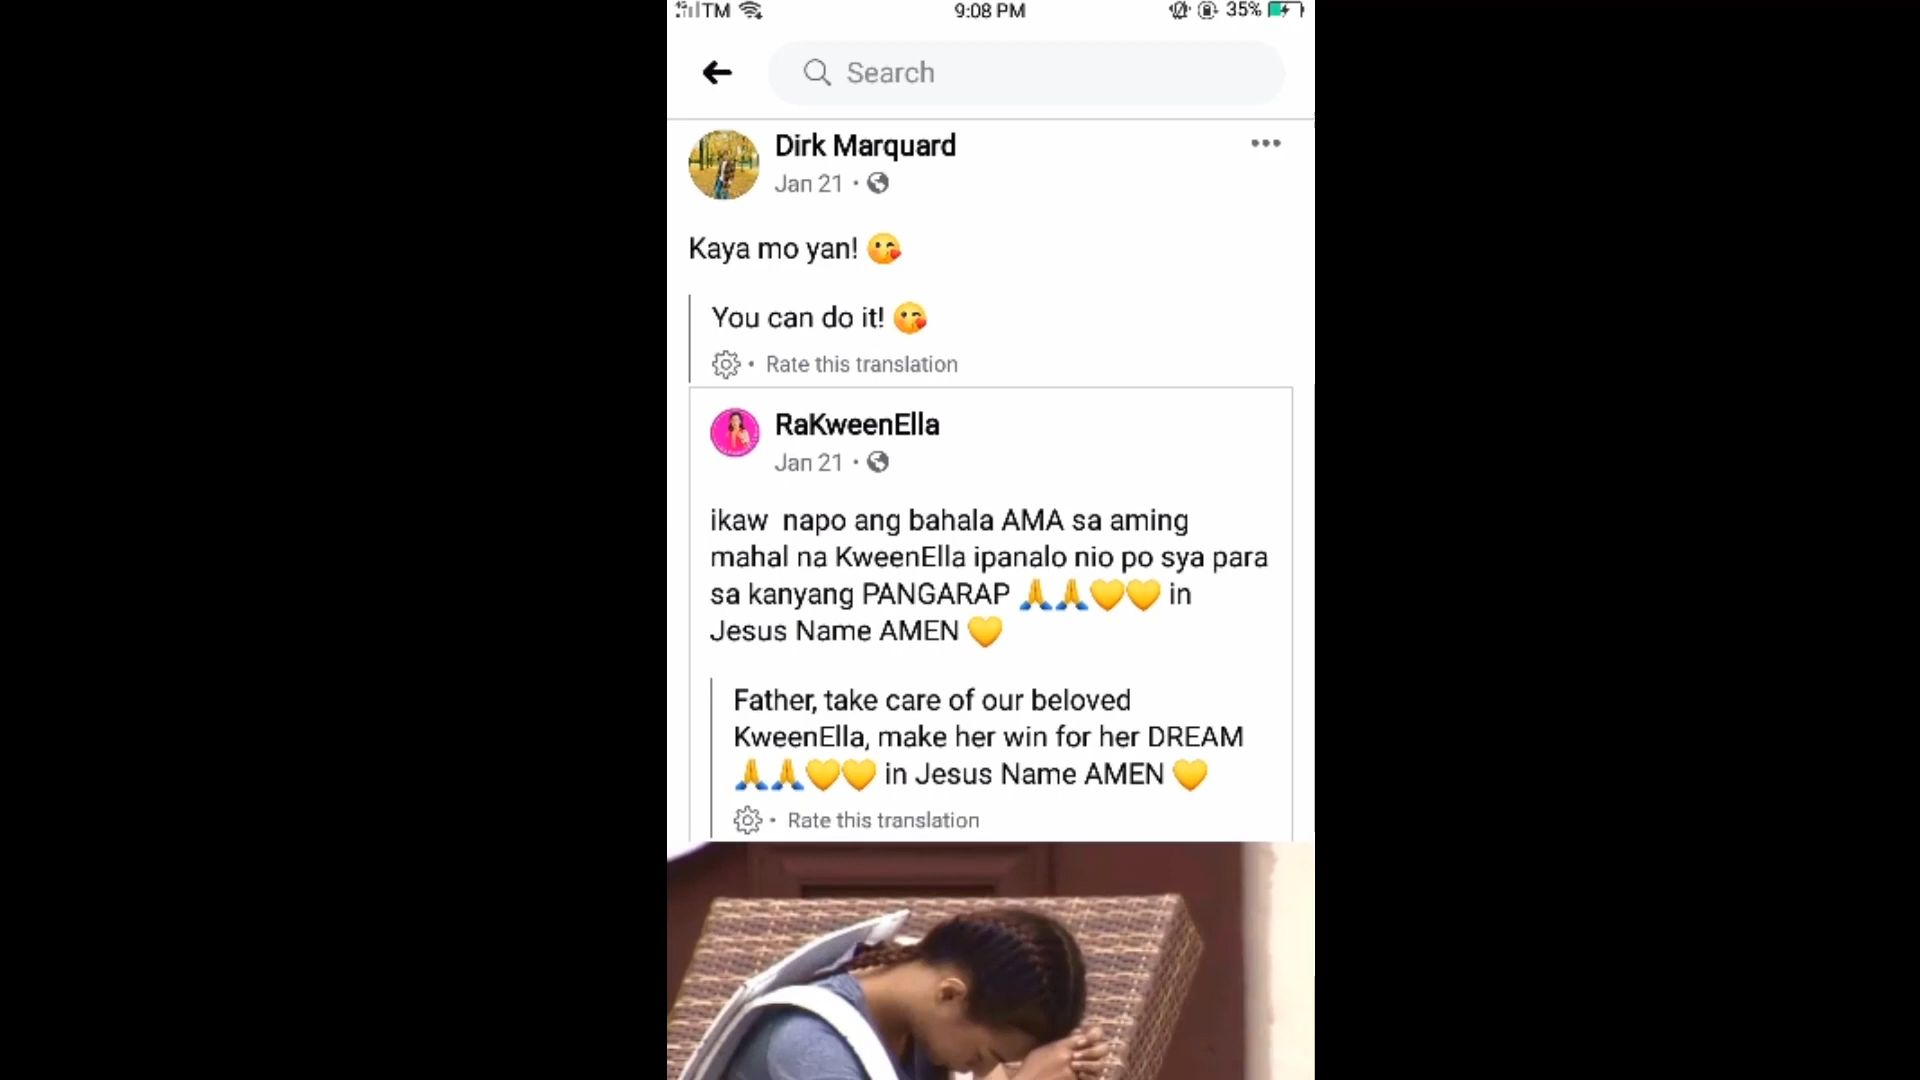 TM 9:08 PM 35%
Search
Dirk Marquard
Jan 21 ·
Kaya mo yan! 😘
You can do it! 😘
· Rate this translation
RaKweenElla
Jan 21 ·
ikaw napo ang bahala AMA sa aming
mahal na KweenElla ipanalo nio po sya para
sa kanyang PANGARAP 🙏🙏💛💛 in
Jesus Name AMEN 💛
Father, take care of our beloved
KweenElla, make her win for her DREAM
🙏🙏💛💛 in Jesus Name AMEN 💛
· Rate this translation